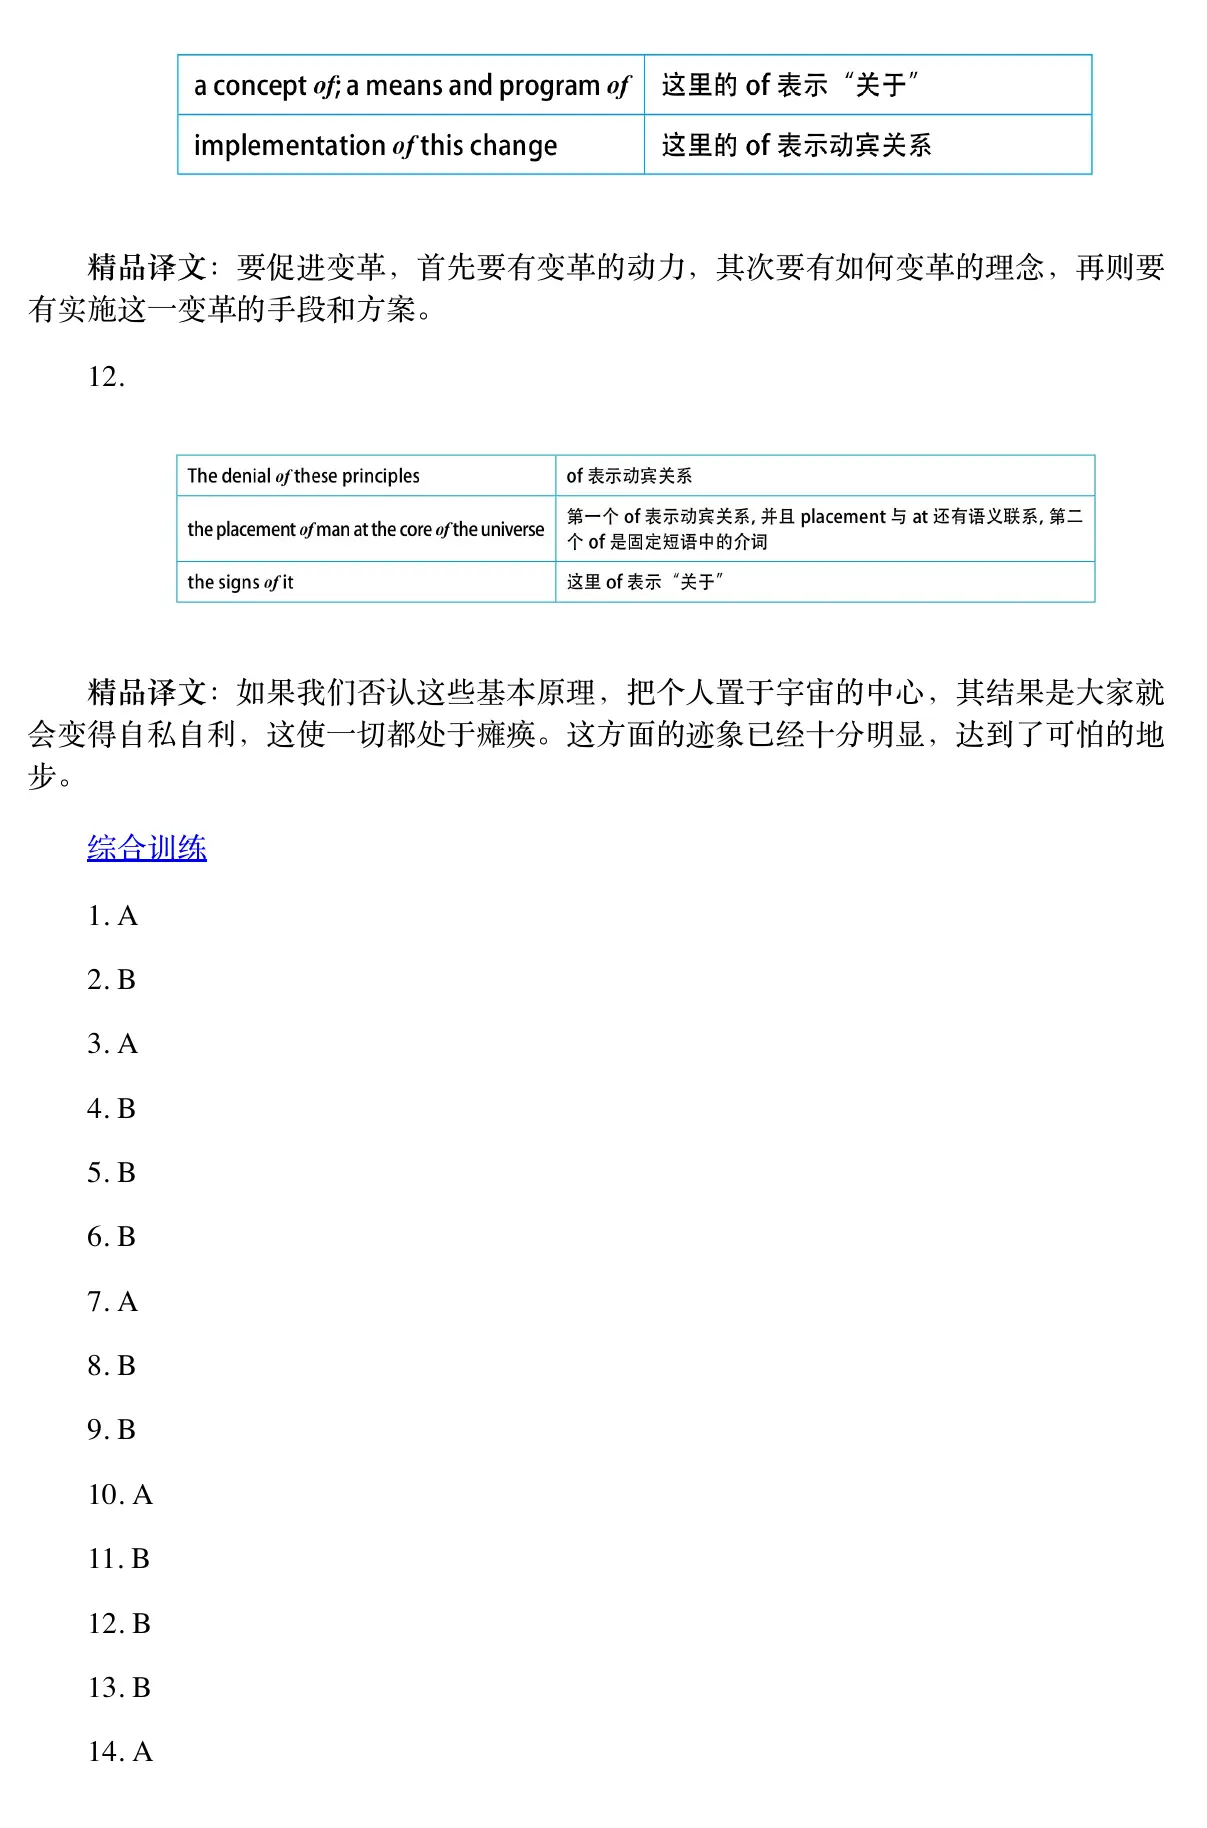 a concept of; a means and program of 这里的 of 表示“关于”
implementation of this change 这里的 of 表示动宾关系
精品译文：要促进变革，首先要有变革的动力，其次要有如何变革的理念，再则要
有实施这一变革的手段和方案。
12.
The denial of these principles of 表示动宾关系
the placement of man at the core of the universe 第一个 of 表示动宾关系, 并且 placement 与 at 还有语义联系, 第二
个 of 是固定短语中的介词
the signs of it 这里 of 表示“关于”
精品译文：如果我们否认这些基本原理，把个人置于宇宙的中心，其结果是大家就
会变得自私自利，这使一切都处于瘫痪。这方面的迹象已经十分明显，达到了可怕的地
步。
综合训练
1. A
2. B
3. A
4. B
5. B
6. B
7. A
8. B
9. B
10. A
11. B
12. B
13. B
14. A